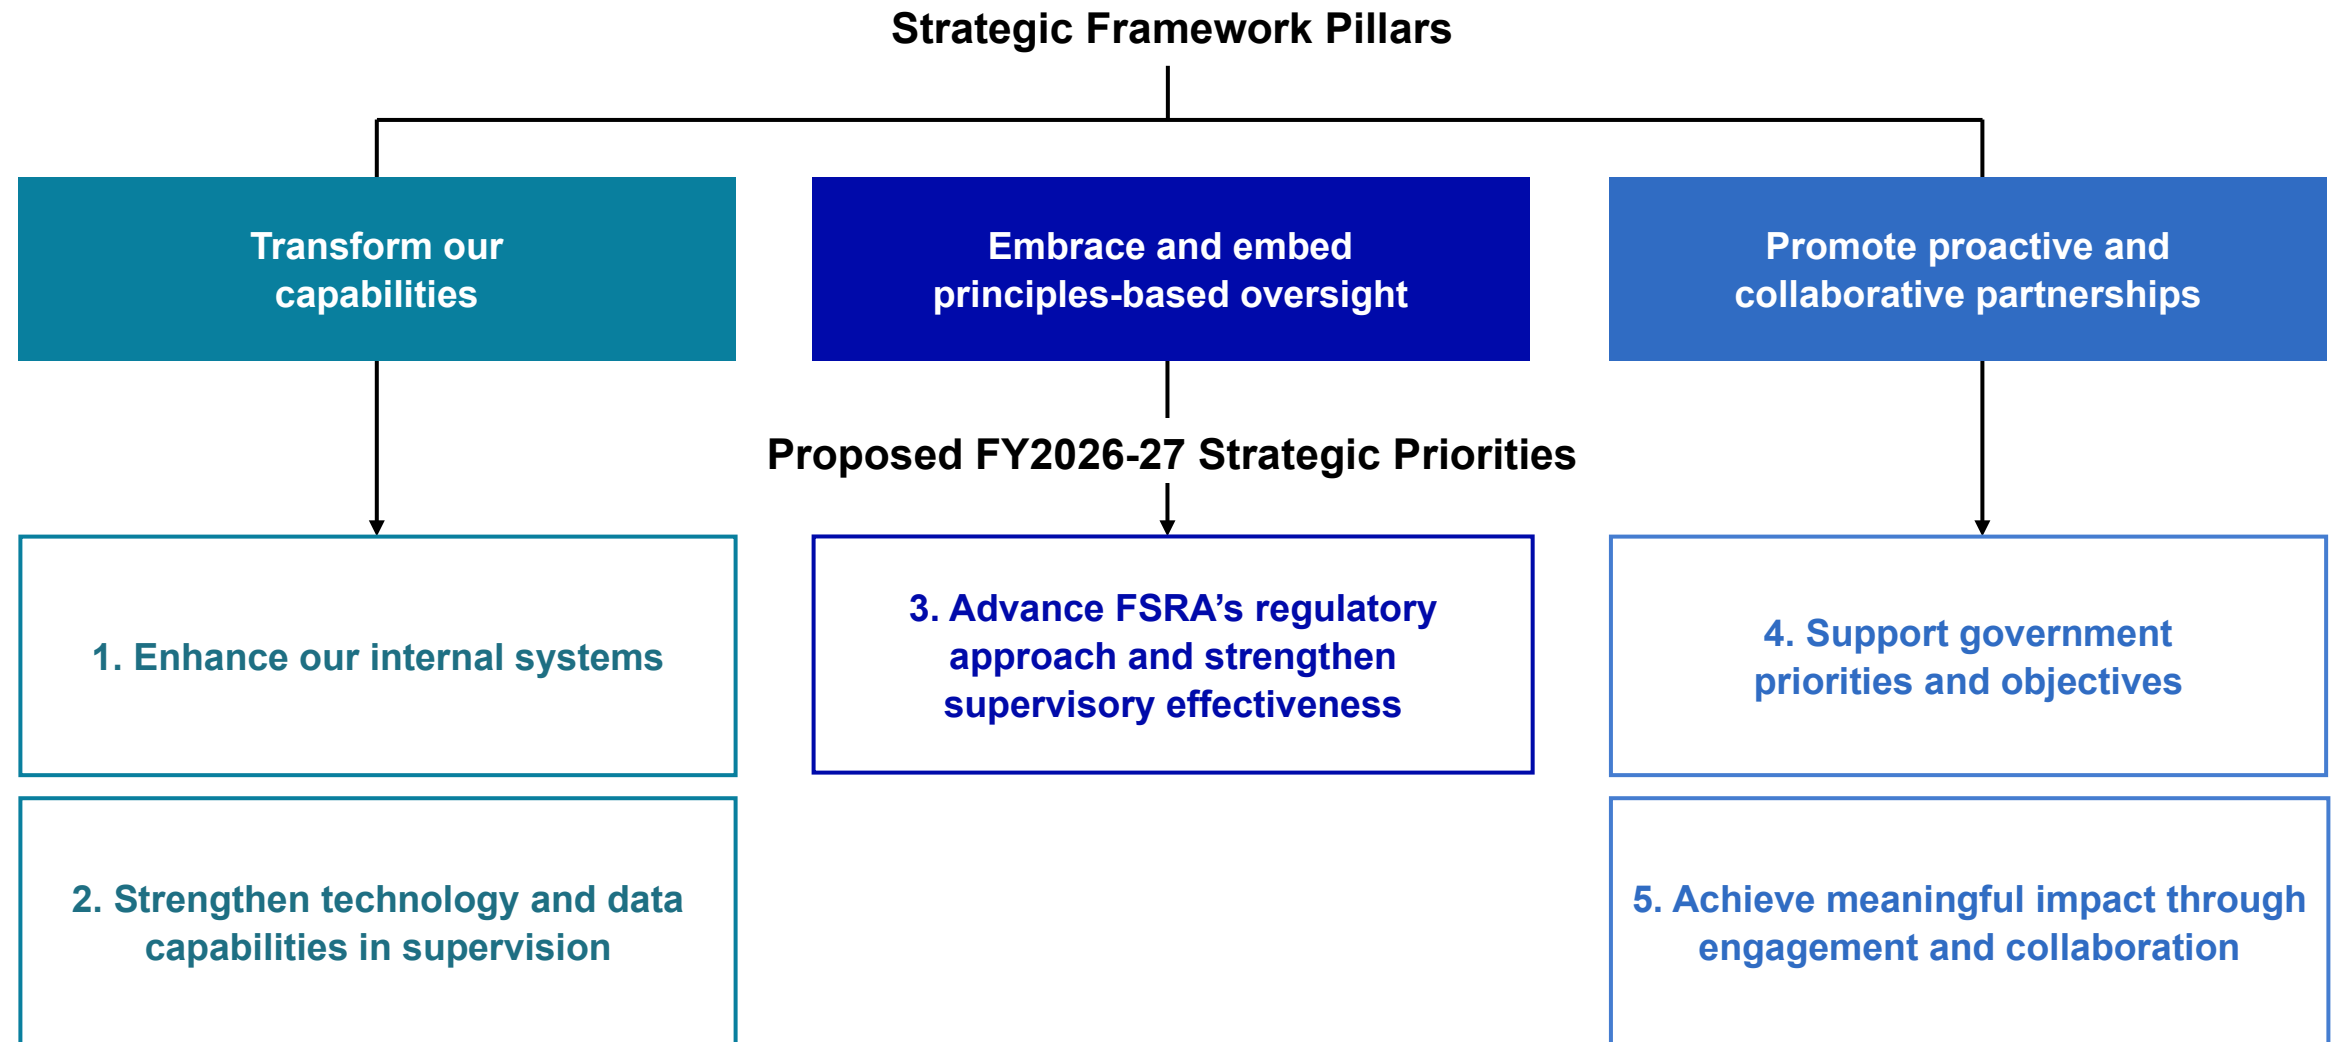 Strategic Framework Pillars
Transform our
capabilities
Embrace and embed
principles-based oversight
Promote proactive and
collaborative partnerships
Proposed FY2026-27 Strategic Priorities
1. Enhance our internal systems
2. Strengthen technology and data
capabilities in supervision
3. Advance FSRA’s regulatory
approach and strengthen
supervisory effectiveness
4. Support government
priorities and objectives
5. Achieve meaningful impact through
engagement and collaboration